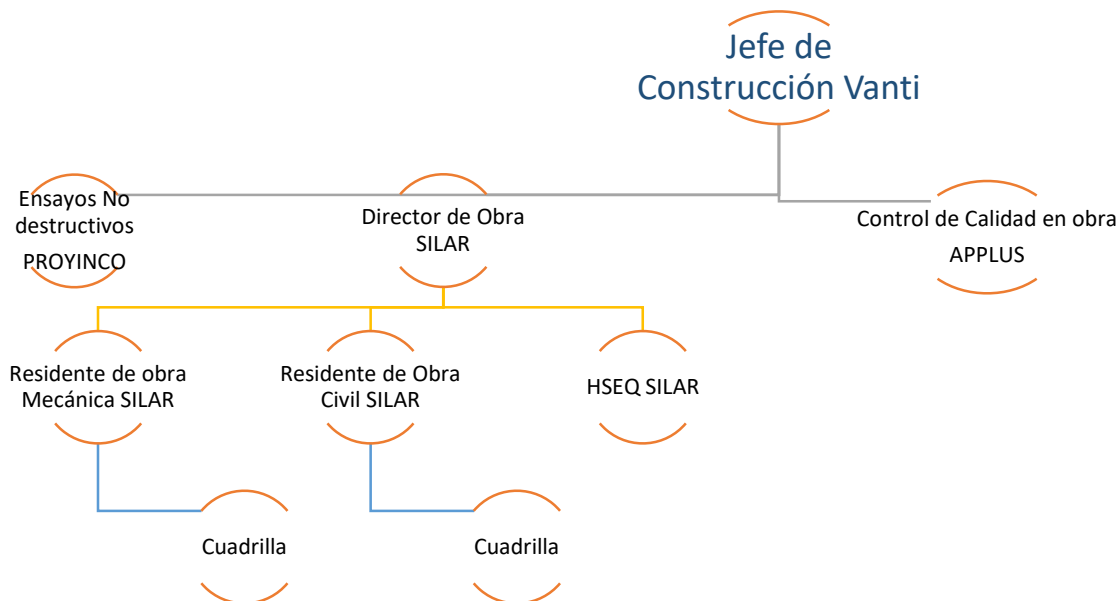 Jefe de
Construcción Vanti
Ensayos No
destructivos
PROYINCO
Director de Obra
SILAR
Control de Calidad en obra
APPLUS
Residente de obra
Mecánica SILAR
Residente de Obra
Civil SILAR
HSEQ SILAR
Cuadrilla
Cuadrilla